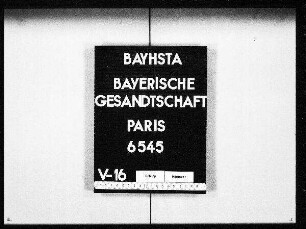 BAYHSTA
BAYERISCHE
GESANDTSCHAFT
PARIS
6545
V-16